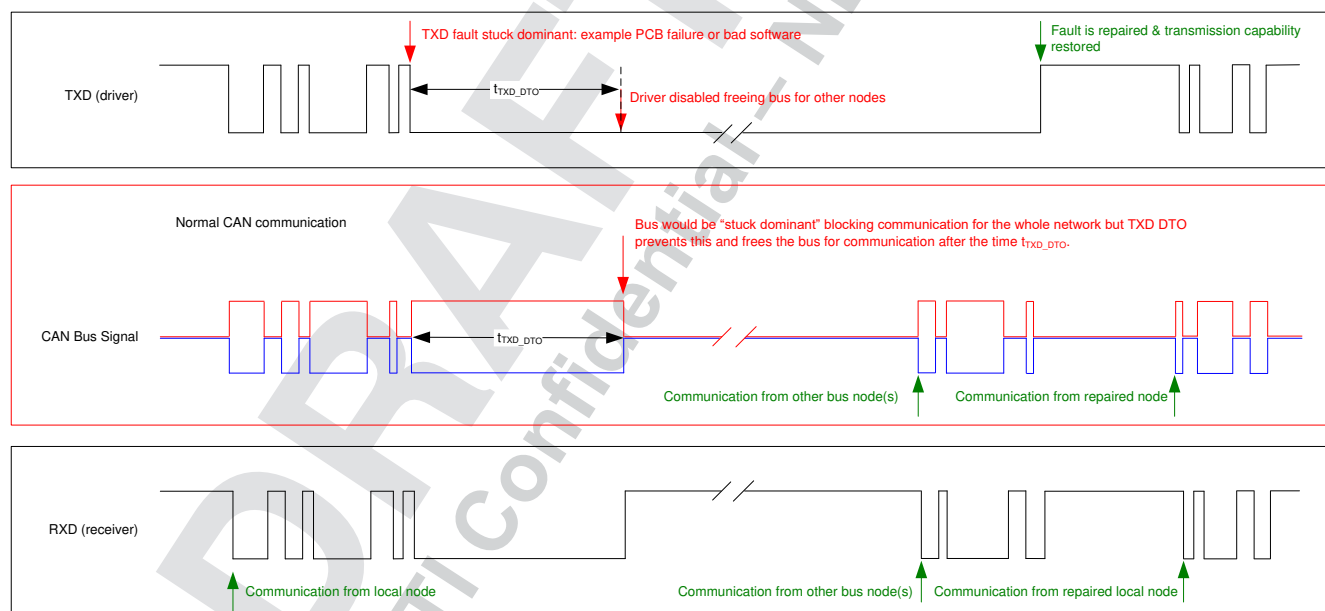 TXD fault stuck dominant: example PCB failure or bad software
Fault is repaired & transmission capability
restored
TXD (driver)
tTXD_DTO
Driver disabled freeing bus for other nodes
Normal CAN communication
Bus would be “stuck dominant” blocking communication for the whole network but TXD DTO
prevents this and frees the bus for communication after the time tTXD_DTO.
CAN Bus Signal
tTXD_DTO
Communication from other bus node(s)
Communication from repaired node
RXD (receiver)
Communication from local node
Communication from other bus node(s)
Communication from repaired local node
DRAFT
TI Confidential – N